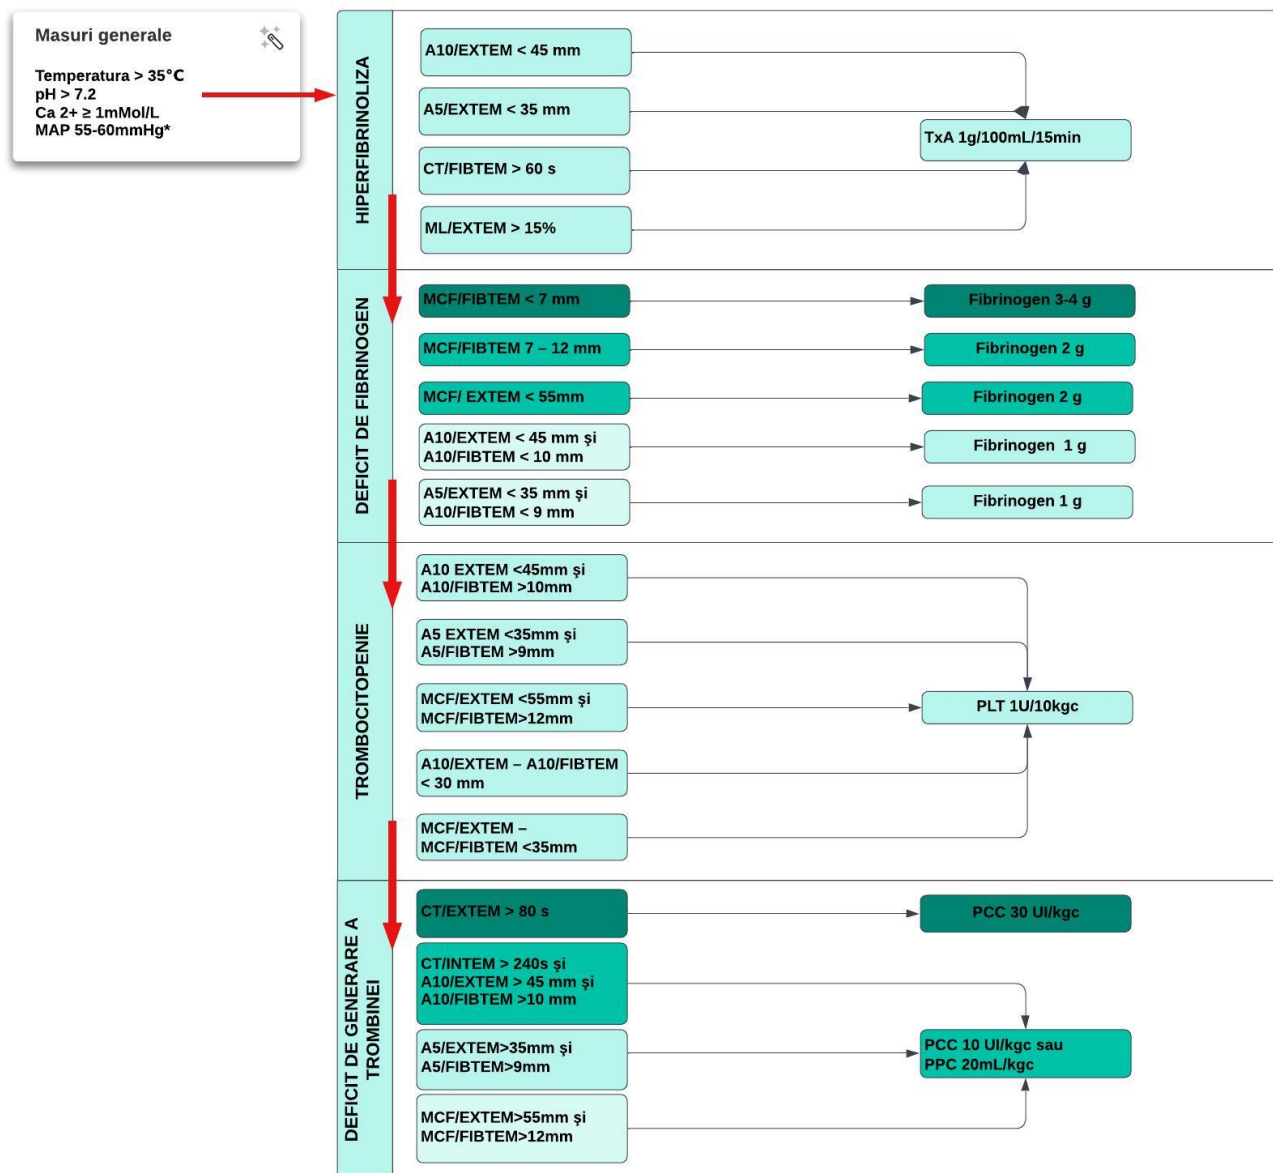 Masuri generale
Temperatura > 35°C
pH > 7.2
Ca 2+ ≥ 1mMol/L
MAP 55-60mmHg*
HIPERFIBRINOLIZA
A10/EXTEM < 45 mm
A5/EXTEM < 35 mm
CT/FIBTEM > 60 s
ML/EXTEM > 15%
TxA 1g/100mL/15min
DEFICIT DE FIBRINOGEN
MCF/FIBTEM < 7 mm
Fibrinogen 3-4 g
MCF/FIBTEM 7 – 12 mm
Fibrinogen 2 g
MCF/ EXTEM < 55mm
Fibrinogen 2 g
A10/EXTEM < 45 mm şi
A10/FIBTEM < 10 mm
Fibrinogen  1 g
A5/EXTEM < 35 mm şi
A10/FIBTEM < 9 mm
Fibrinogen 1 g
TROMBOCITOPENIE
A10 EXTEM <45mm şi
A10/FIBTEM >10mm
A5 EXTEM <35mm şi
A5/FIBTEM >9mm
MCF/EXTEM <55mm şi
MCF/FIBTEM>12mm
A10/EXTEM – A10/FIBTEM
< 30 mm
MCF/EXTEM –
MCF/FIBTEM <35mm
PLT 1U/10kgc
DEFICIT DE GENERARE A
TROMBINEI
CT/EXTEM > 80 s
PCC 30 UI/kgc
CT/INTEM > 240s şi
A10/EXTEM > 45 mm şi
A10/FIBTEM >10 mm
A5/EXTEM>35mm şi
A5/FIBTEM>9mm
MCF/EXTEM>55mm şi
MCF/FIBTEM>12mm
PCC 10 UI/kgc sau
PPC 20mL/kgc